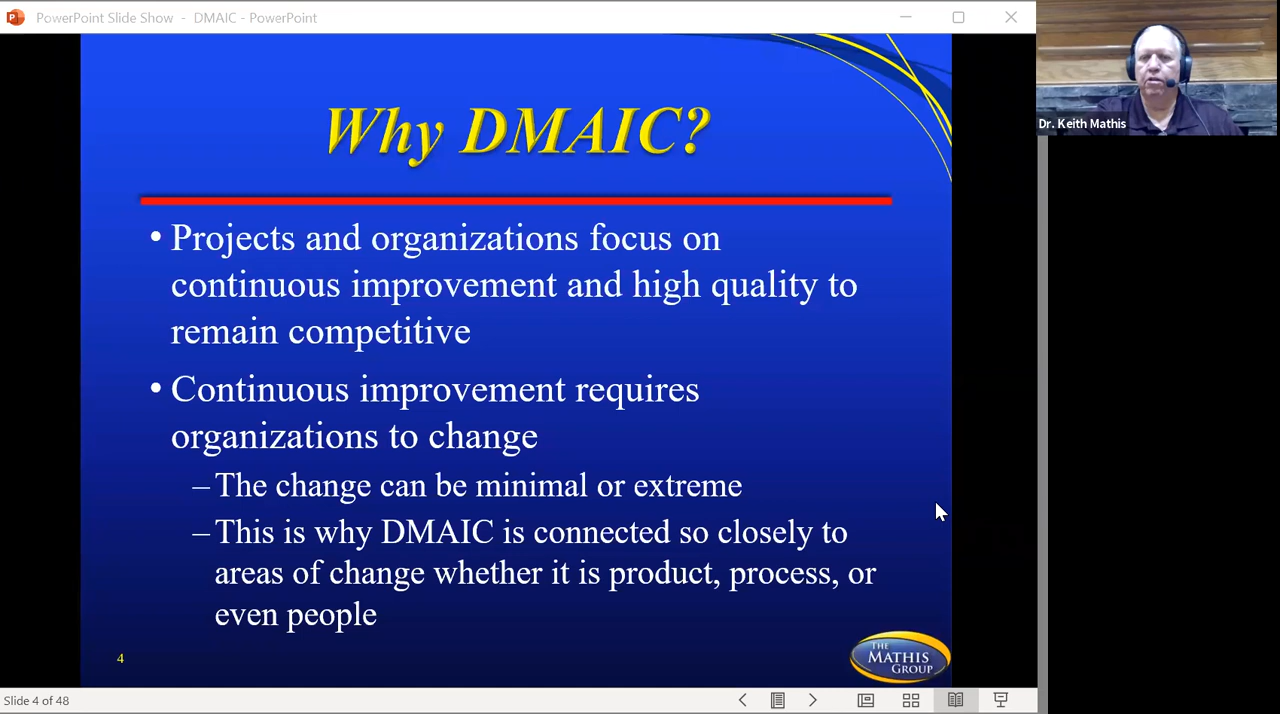 PowerPoint Slide Show - DMAIC - PowerPoint
Dr. Keith Mathis
Why DMAIC?
• Projects and organizations focus on
continuous improvement and high quality to
remain competitive
• Continuous improvement requires
organizations to change
–The change can be minimal or extreme
–This is why DMAIC is connected so closely to
areas of change whether it is product, process, or
even people
4
THE
MATHIS
GROUP
Slide 4 of 48